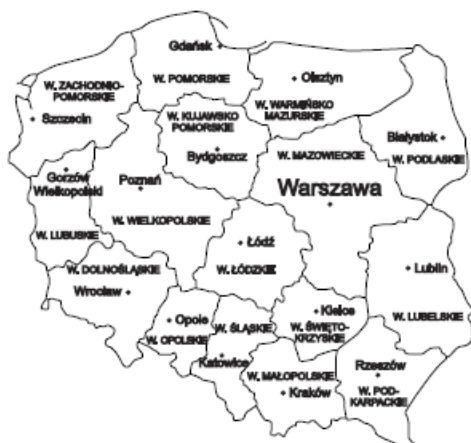 Gdańsk
W. ZACHODNIO-
POMORSKIE
W. POMORSKIE
Olsztyn
W. WARMIŃSKO
MAZURSKIE
Szczecin
W. KUJAWSKO
POMORSKIE
Bydgoszcz
Białystok
W. PODLASKIE
W. MAZOWIECKIE
Gorzów
Wielkopolski
Poznań
Warszawa
W. LUBUSKIE
W. WIELKOPOLSKIE
Łódź
W. ŁÓDZKIE
W. DOLNOŚLĄSKIE
Wrocław
Lublin
W. LUBELSKIE
Opole
W. OPOLSKIE
W. ŚLĄSKIE
Katowice
Kielce
W. ŚWIĘTO-
KRZYSKIE
W. MAŁOPOLSKIE
Kraków
Rzeszów
W. POD-
KARPACKIE